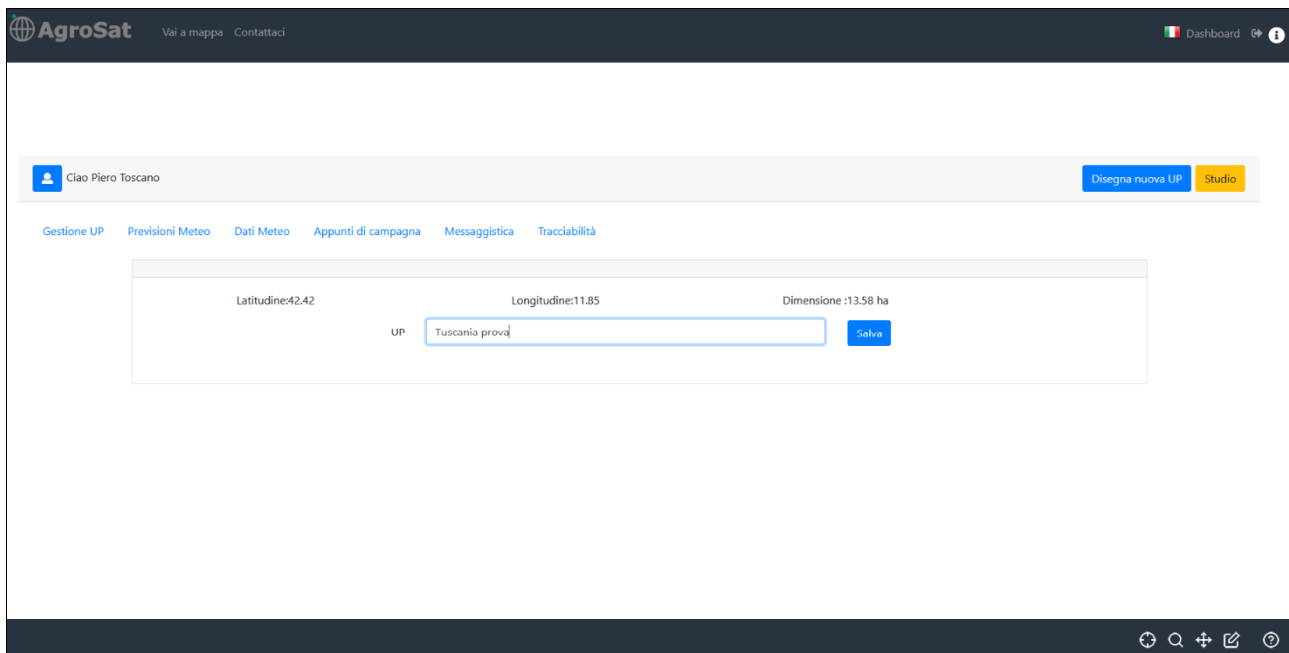 AgroSat Vai a mappa Contattaci Dashboard
Ciao Piero Toscano Disegna nuova UP Studio
Gestione UP Previsioni Meteo Dati Meteo Appunti di campagna Messaggistica Tracciabilità
Latitudine:42.42 Longitudine:11.85 Dimensione :13.58 ha
UP Tuscania prova Salva